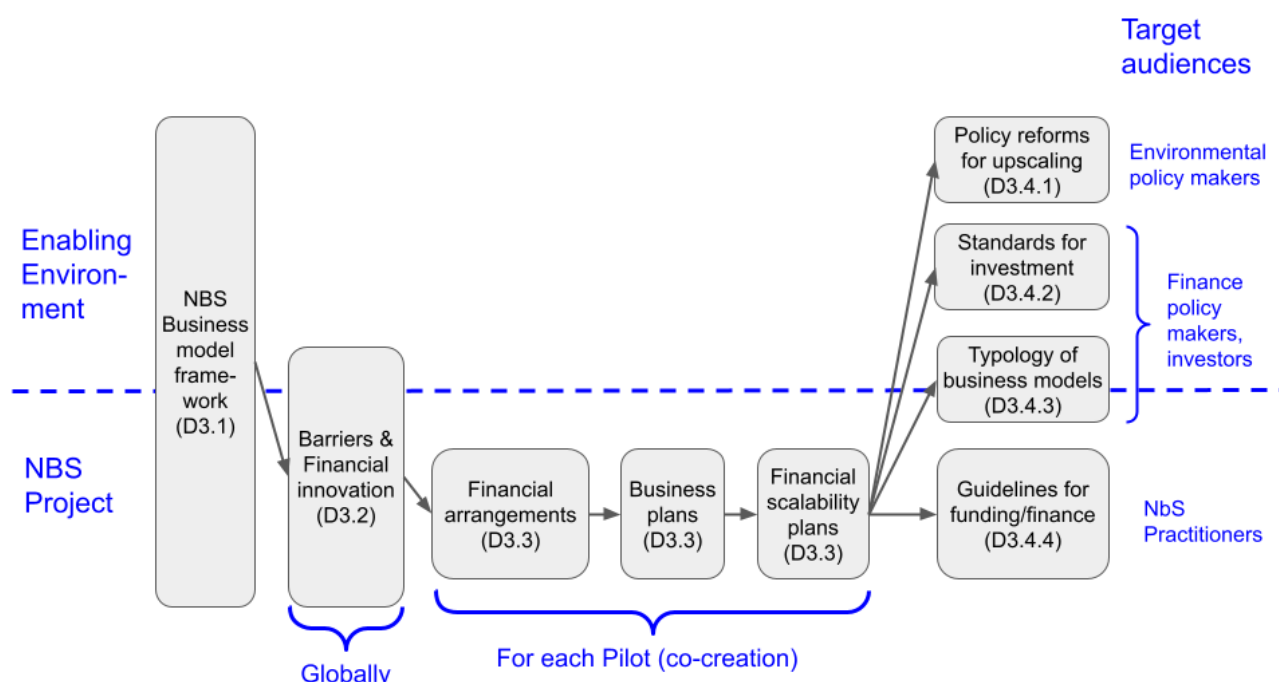 Target
audiences
Policy reforms
for upscaling
(D3.4.1)
Environmental
policy makers
Enabling
Environ-
ment
Standards for
investment
(D3.4.2)
Finance
policy
makers,
investors
NBS
Business
model
frame-
work
(D3.1)
Typology of
business models
(D3.4.3)
NBS
Project
Barriers &
Financial
innovation
(D3.2)
Financial
arrangements
(D3.3)
Business
plans
(D3.3)
Financial
scalability
plans
(D3.3)
Guidelines for
funding/finance
(D3.4.4)
NbS
Practitioners
Globally
For each Pilot (co-creation)